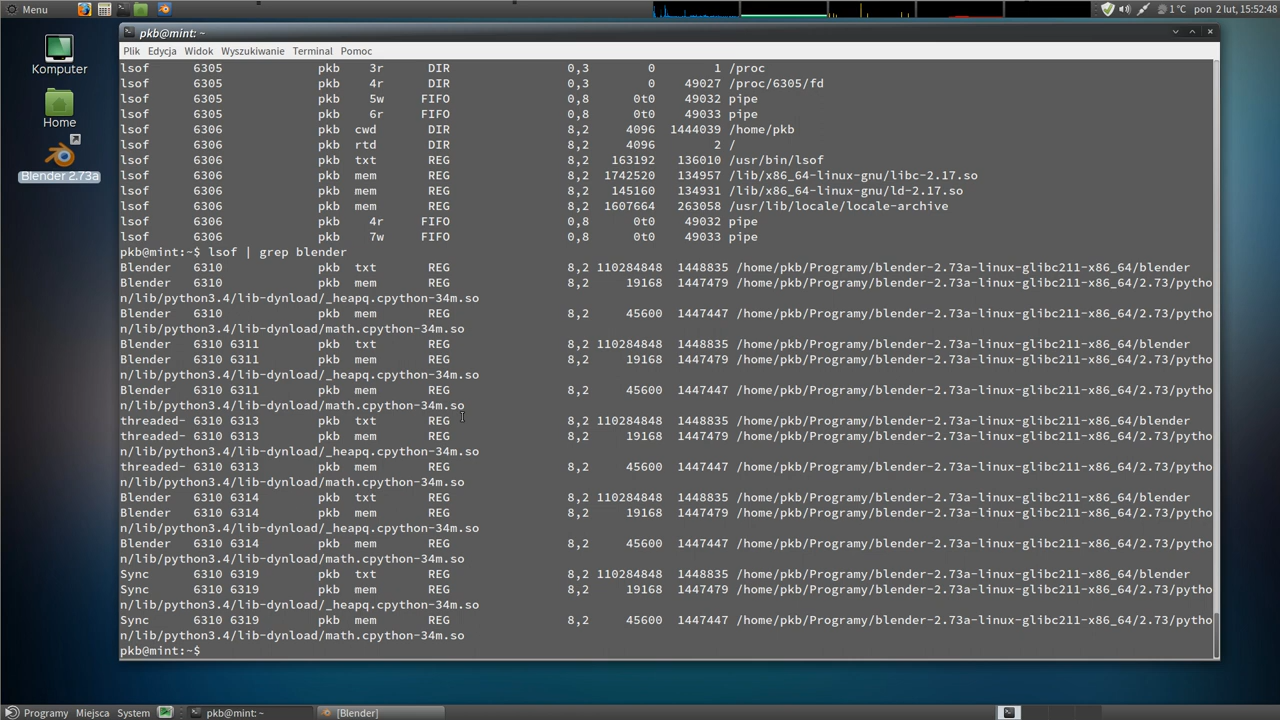 Menu
1 °C pon 2 lut, 15:52:48
pkb@mint: ~
Plik Edycja Widok Wyszukiwanie Terminal Pomoc
Komputer
Home
Blender 2.73a
lsof 6305 pkb 3r DIR 0,3 0 1 /proc
lsof 6305 pkb 4r DIR 0,3 0 49027 /proc/6305/fd
lsof 6305 pkb 5w FIFO 0,8 0t0 49032 pipe
lsof 6305 pkb 6r FIFO 0,8 0t0 49033 pipe
lsof 6306 pkb cwd DIR 8,2 4096 1444039 /home/pkb
lsof 6306 pkb rtd DIR 8,2 4096 2 /
lsof 6306 pkb txt REG 8,2 163192 136010 /usr/bin/lsof
lsof 6306 pkb mem REG 8,2 1742520 134957 /lib/x86_64-linux-gnu/libc-2.17.so
lsof 6306 pkb mem REG 8,2 145160 134931 /lib/x86_64-linux-gnu/ld-2.17.so
lsof 6306 pkb mem REG 8,2 1607664 263058 /usr/lib/locale/locale-archive
lsof 6306 pkb 4r FIFO 0,8 0t0 49032 pipe
lsof 6306 pkb 7w FIFO 0,8 0t0 49033 pipe
pkb@mint:~$ lsof | grep blender
Blender 6310 pkb txt REG 8,2 110284848 1448835 /home/pkb/Programy/blender-2.73a-linux-glibc211-x86_64/blender
Blender 6310 pkb mem REG 8,2 19168 1447479 /home/pkb/Programy/blender-2.73a-linux-glibc211-x86_64/2.73/pytho
n/lib/python3.4/lib-dynload/_heapq.cpython-34m.so
Blender 6310 pkb mem REG 8,2 45600 1447447 /home/pkb/Programy/blender-2.73a-linux-glibc211-x86_64/2.73/pytho
n/lib/python3.4/lib-dynload/math.cpython-34m.so
Blender 6310 6311 pkb txt REG 8,2 110284848 1448835 /home/pkb/Programy/blender-2.73a-linux-glibc211-x86_64/blender
Blender 6310 6311 pkb mem REG 8,2 19168 1447479 /home/pkb/Programy/blender-2.73a-linux-glibc211-x86_64/2.73/pytho
n/lib/python3.4/lib-dynload/_heapq.cpython-34m.so
Blender 6310 6311 pkb mem REG 8,2 45600 1447447 /home/pkb/Programy/blender-2.73a-linux-glibc211-x86_64/2.73/pytho
n/lib/python3.4/lib-dynload/math.cpython-34m.so
threaded- 6310 6313 pkb txt REG 8,2 110284848 1448835 /home/pkb/Programy/blender-2.73a-linux-glibc211-x86_64/blender
threaded- 6310 6313 pkb mem REG 8,2 19168 1447479 /home/pkb/Programy/blender-2.73a-linux-glibc211-x86_64/2.73/pytho
n/lib/python3.4/lib-dynload/_heapq.cpython-34m.so
threaded- 6310 6313 pkb mem REG 8,2 45600 1447447 /home/pkb/Programy/blender-2.73a-linux-glibc211-x86_64/2.73/pytho
n/lib/python3.4/lib-dynload/math.cpython-34m.so
Blender 6310 6314 pkb txt REG 8,2 110284848 1448835 /home/pkb/Programy/blender-2.73a-linux-glibc211-x86_64/blender
Blender 6310 6314 pkb mem REG 8,2 19168 1447479 /home/pkb/Programy/blender-2.73a-linux-glibc211-x86_64/2.73/pytho
n/lib/python3.4/lib-dynload/_heapq.cpython-34m.so
Blender 6310 6314 pkb mem REG 8,2 45600 1447447 /home/pkb/Programy/blender-2.73a-linux-glibc211-x86_64/2.73/pytho
n/lib/python3.4/lib-dynload/math.cpython-34m.so
Sync 6310 6319 pkb txt REG 8,2 110284848 1448835 /home/pkb/Programy/blender-2.73a-linux-glibc211-x86_64/blender
Sync 6310 6319 pkb mem REG 8,2 19168 1447479 /home/pkb/Programy/blender-2.73a-linux-glibc211-x86_64/2.73/pytho
n/lib/python3.4/lib-dynload/_heapq.cpython-34m.so
Sync 6310 6319 pkb mem REG 8,2 45600 1447447 /home/pkb/Programy/blender-2.73a-linux-glibc211-x86_64/2.73/pytho
n/lib/python3.4/lib-dynload/math.cpython-34m.so
pkb@mint:~$
Programy Miejsca System pkb@mint: ~ [Blender]